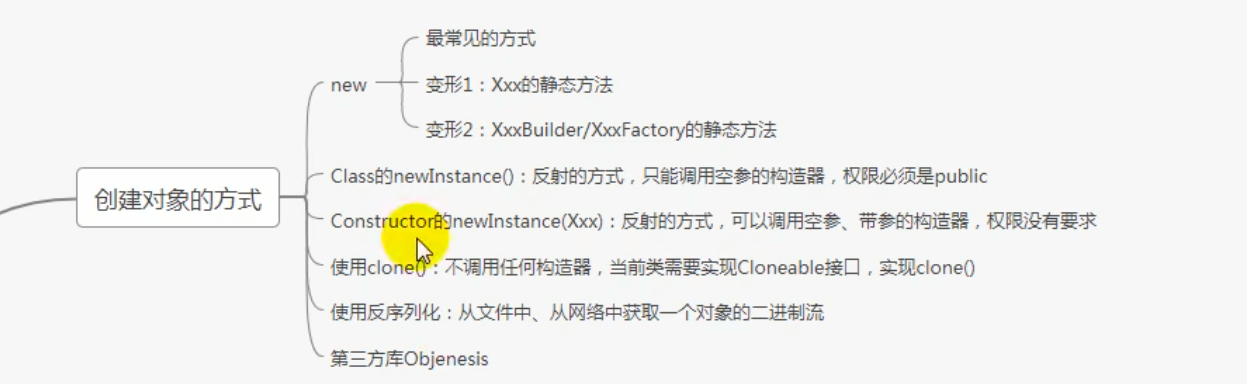 最常见的方式
new
变形1：Xxx的静态方法
变形2：XxxBuilder/XxxFactory的静态方法
创建对象的方式
Class的newInstance()：反射的方式，只能调用空参的构造器，权限必须是public
Constructor的newInstance(Xxx)：反射的方式，可以调用空参、带参的构造器，权限没有要求
使用clone()：不调用任何构造器，当前类需要实现Cloneable接口，实现clone()
使用反序列化：从文件中、从网络中获取一个对象的二进制流
第三方库Objenesis